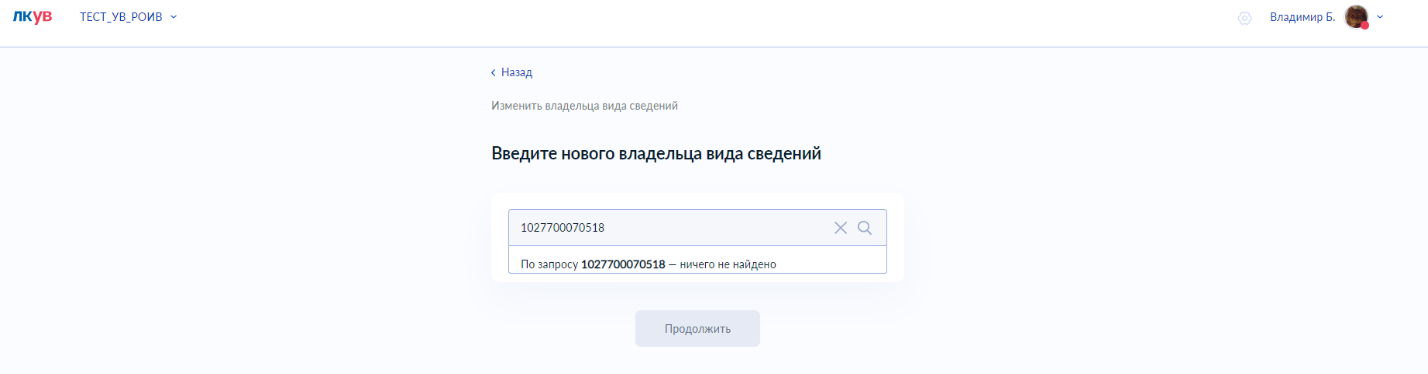 ЛКУВ ТЕСТ_УВ_РОИВ Владимир Б.
Назад
Изменить владельца вида сведений
Введите нового владельца вида сведений
1027700070518
По запросу 1027700070518 — ничего не найдено
Продолжить